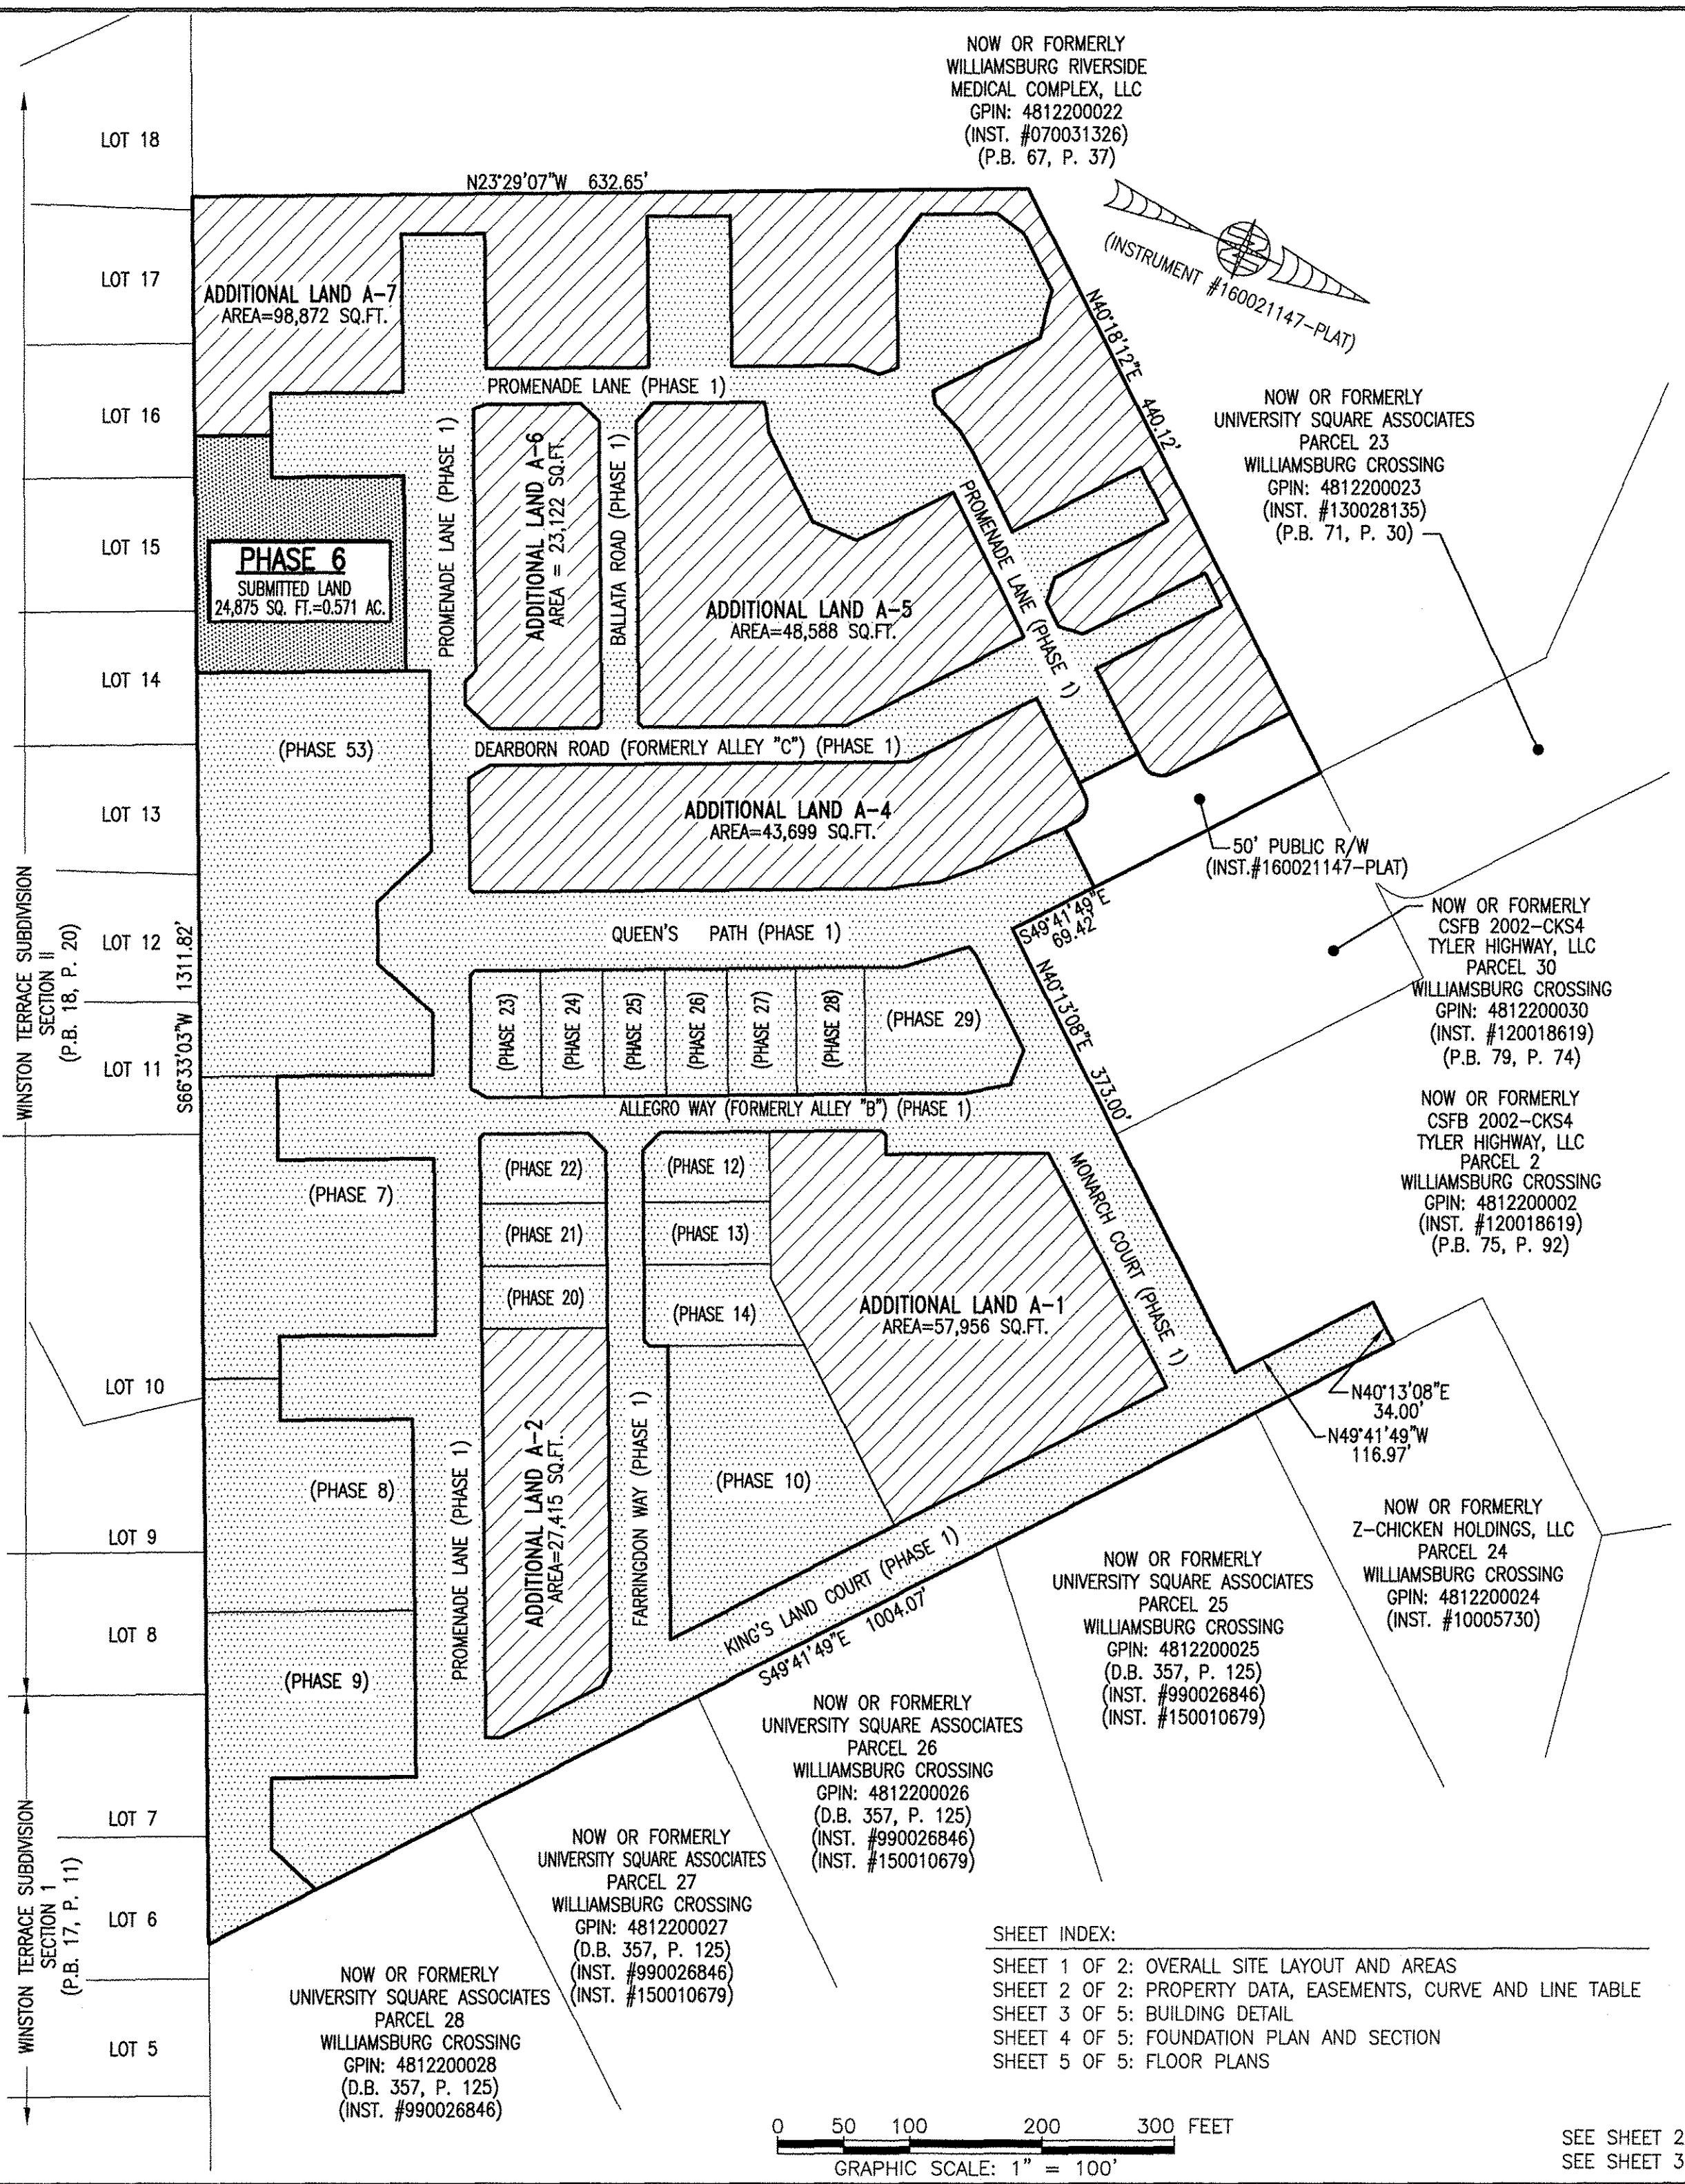 NOW OR FORMERLY
WILLIAMSBURG RIVERSIDE
MEDICAL COMPLEX, LLC
GPIN: 4812200022
(INST. #070031326)
(P.B. 67, P. 37)
LOT 18
N23°29'07"W 632.65'
(INSTRUMENT #160021147-PLAT)
LOT 17
ADDITIONAL LAND A-7
AREA=98,872 SQ.FT.
N40°18'12"E 440.12'
PROMENADE LANE (PHASE 1)
LOT 16
NOW OR FORMERLY
UNIVERSITY SQUARE ASSOCIATES
PARCEL 23
WILLIAMSBURG CROSSING
GPIN: 4812200023
(INST. #130028135)
(P.B. 71, P. 30)
PROMENADE LANE (PHASE 1)
ADDITIONAL LAND A-6
AREA = 23,122 SQ.FT.
BALLATA ROAD (PHASE 1)
PROMENADE LANE (PHASE 1)
LOT 15
PHASE 6
SUBMITTED LAND
24,875 SQ. FT.=0.571 AC.
ADDITIONAL LAND A-5
AREA=48,588 SQ.FT.
LOT 14
(PHASE 53)
DEARBORN ROAD (FORMERLY ALLEY "C") (PHASE 1)
LOT 13
ADDITIONAL LAND A-4
AREA=43,699 SQ.FT.
50' PUBLIC R/W
(INST.#160021147-PLAT)
WINSTON TERRACE SUBDIVISION
SECTION II
(P.B. 18, P. 20)
LOT 12
S66°33'03"W 1311.82'
QUEEN'S PATH (PHASE 1)
S49°41'49"E
69.42'
NOW OR FORMERLY
CSFB 2002-CKS4
TYLER HIGHWAY, LLC
PARCEL 30
WILLIAMSBURG CROSSING
GPIN: 4812200030
(INST. #120018619)
(P.B. 79, P. 74)
N40°13'08"E 373.00'
(PHASE 23)
(PHASE 24)
(PHASE 25)
(PHASE 26)
(PHASE 27)
(PHASE 28)
(PHASE 29)
LOT 11
ALLEGRO WAY (FORMERLY ALLEY "B") (PHASE 1)
NOW OR FORMERLY
CSFB 2002-CKS4
TYLER HIGHWAY, LLC
PARCEL 2
WILLIAMSBURG CROSSING
GPIN: 4812200002
(INST. #120018619)
(P.B. 75, P. 92)
(PHASE 7)
(PHASE 22)
(PHASE 12)
(PHASE 21)
(PHASE 13)
(PHASE 20)
(PHASE 14)
MONARCH COURT (PHASE 1)
ADDITIONAL LAND A-1
AREA=57,956 SQ.FT.
LOT 10
N40°13'08"E
34.00'
N49°41'49"W
116.97'
(PHASE 8)
PROMENADE LANE (PHASE 1)
ADDITIONAL LAND A-2
AREA=27,415 SQ.FT.
FARRINGDON WAY (PHASE 1)
(PHASE 10)
LOT 9
KING'S LAND COURT (PHASE 1)
S49°41'49"E 1004.07'
NOW OR FORMERLY
Z-CHICKEN HOLDINGS, LLC
PARCEL 24
WILLIAMSBURG CROSSING
GPIN: 4812200024
(INST. #10005730)
NOW OR FORMERLY
UNIVERSITY SQUARE ASSOCIATES
PARCEL 25
WILLIAMSBURG CROSSING
GPIN: 4812200025
(D.B. 357, P. 125)
(INST. #990026846)
(INST. #150010679)
LOT 8
(PHASE 9)
NOW OR FORMERLY
UNIVERSITY SQUARE ASSOCIATES
PARCEL 26
WILLIAMSBURG CROSSING
GPIN: 4812200026
(D.B. 357, P. 125)
(INST. #990026846)
(INST. #150010679)
LOT 7
NOW OR FORMERLY
UNIVERSITY SQUARE ASSOCIATES
PARCEL 27
WILLIAMSBURG CROSSING
GPIN: 4812200027
(D.B. 357, P. 125)
(INST. #990026846)
(INST. #150010679)
WINSTON TERRACE SUBDIVISION
SECTION 1
(P.B. 17, P. 11)
LOT 6
NOW OR FORMERLY
UNIVERSITY SQUARE ASSOCIATES
PARCEL 28
WILLIAMSBURG CROSSING
GPIN: 4812200028
(D.B. 357, P. 125)
(INST. #990026846)
LOT 5
SHEET INDEX:
SHEET 1 OF 2: OVERALL SITE LAYOUT AND AREAS
SHEET 2 OF 2: PROPERTY DATA, EASEMENTS, CURVE AND LINE TABLE
SHEET 3 OF 5: BUILDING DETAIL
SHEET 4 OF 5: FOUNDATION PLAN AND SECTION
SHEET 5 OF 5: FLOOR PLANS
0 50 100 200 300 FEET
GRAPHIC SCALE: 1" = 100'
SEE SHEET 2
SEE SHEET 3